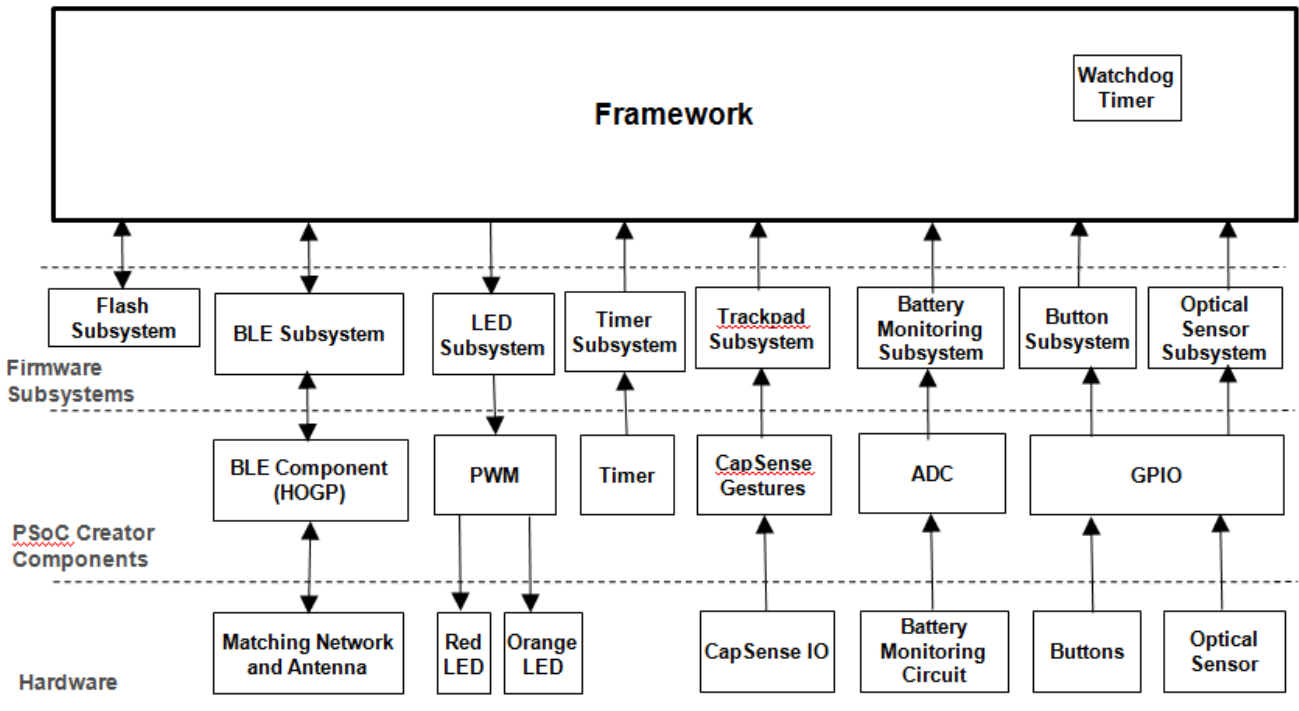 Framework
Watchdog
Timer
Flash
Subsystem
BLE Subsystem
LED
Subsystem
Timer
Subsystem
Trackpad
Subsystem
Battery
Monitoring
Subsystem
Button
Subsystem
Optical
Sensor
Subsystem
Firmware
Subsystems
BLE Component
(HOGP)
PWM
Timer
CapSense
Gestures
ADC
GPIO
PSoC Creator
Components
Matching Network
and Antenna
Red
LED
Orange
LED
CapSense IO
Battery
Monitoring
Circuit
Buttons
Optical
Sensor
Hardware